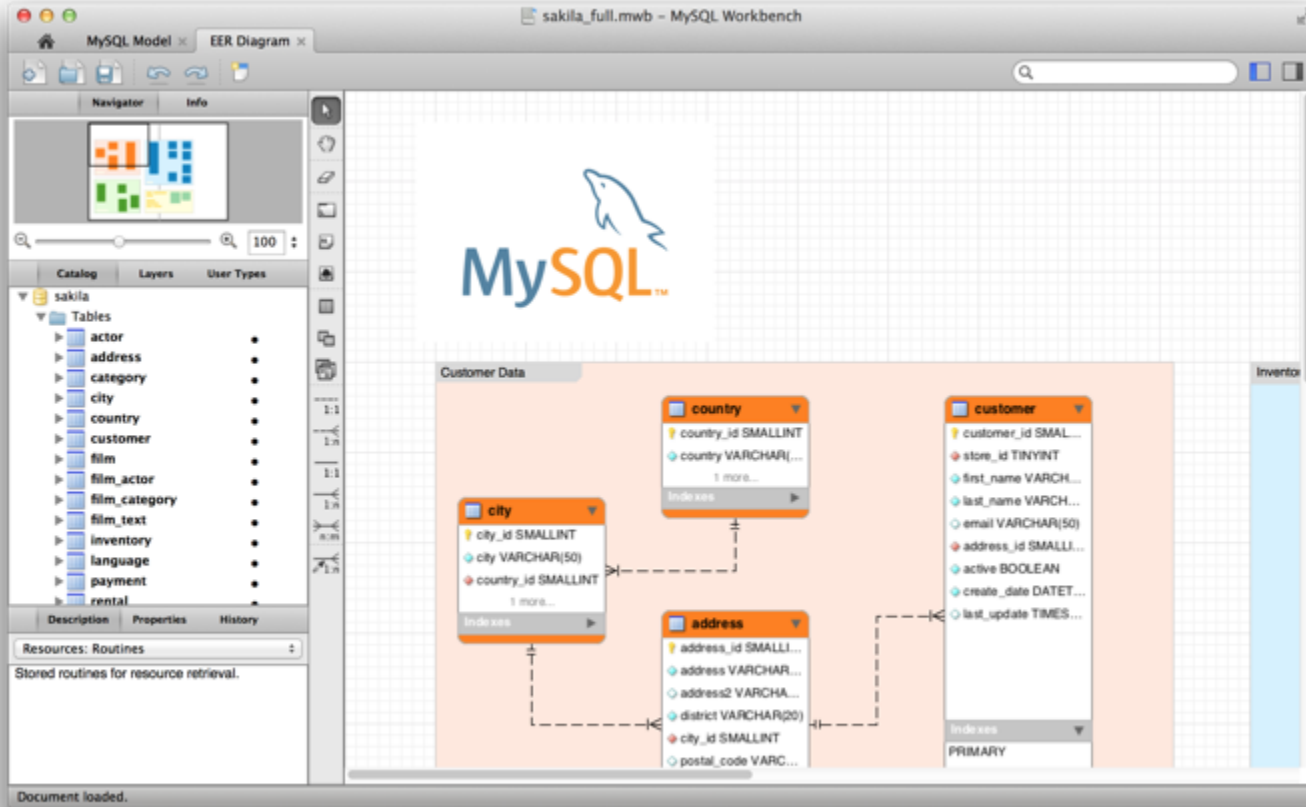 sakila_full.mwb – MySQL Workbench
MySQL Model
EER Diagram
Navigator
Info
100
Catalog
Layers
User Types
sakila
Tables
actor
address
category
city
country
customer
film
film_actor
film_category
film_text
inventory
language
payment
rental
Description
Properties
History
Resources: Routines
Stored routines for resource retrieval.
Document loaded.
1:1
1:n
1:1
1:n
n:m
1:n
MySQL™
Customer Data
country
country_id SMALLINT
country VARCHAR(...
1 more...
Indexes
city
city_id SMALLINT
city VARCHAR(50)
country_id SMALLINT
1 more...
Indexes
address
address_id SMALLI...
address VARCHAR...
address2 VARCHA...
district VARCHAR(20)
city_id SMALLINT
postal_code VARC...
customer
customer_id SMAL...
store_id TINYINT
first_name VARCH...
last_name VARCH...
email VARCHAR(50)
address_id SMALLI...
active BOOLEAN
create_date DATET...
last_update TIMES...
Indexes
PRIMARY
Invento